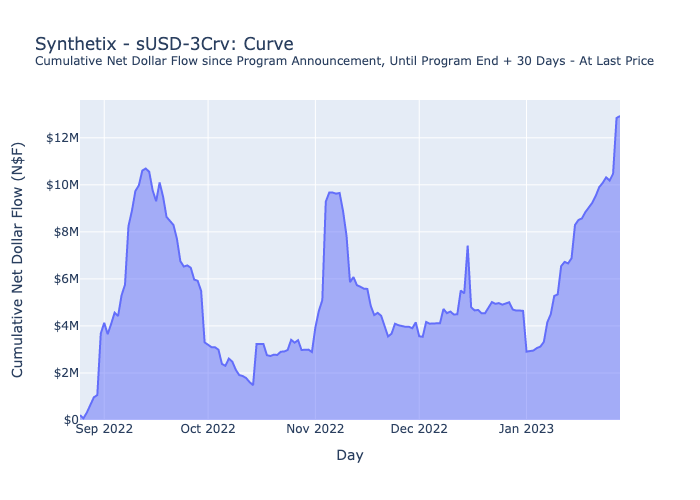 Synthetix - sUSD-3Crv: Curve
Cumulative Net Dollar Flow since Program Announcement, Until Program End + 30 Days - At Last Price
Cumulative Net Dollar Flow (N$F)
$12M
$10M
$8M
$6M
$4M
$2M
$0
Sep 2022
Oct 2022
Nov 2022
Dec 2022
Jan 2023
Day